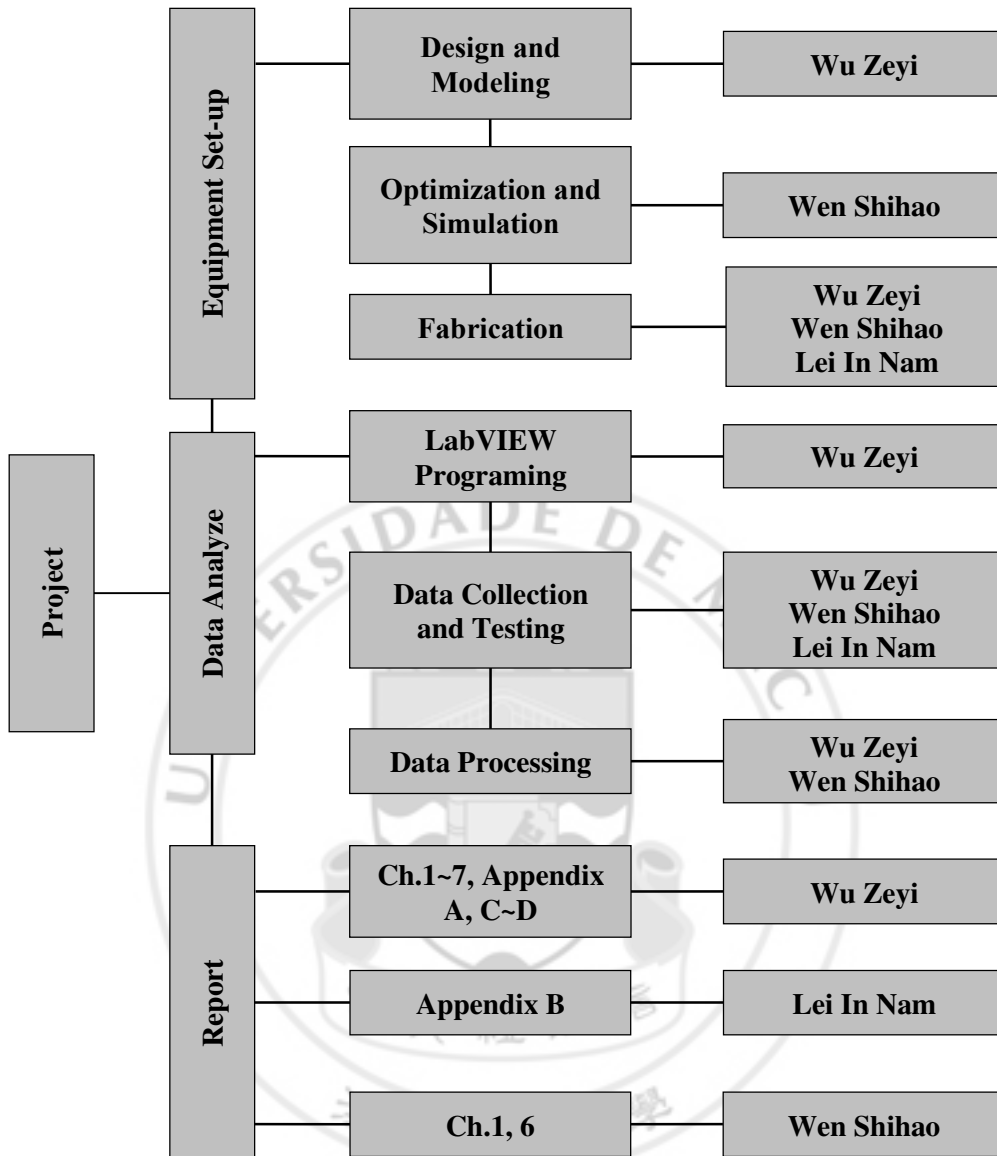 Project
Equipment Set-up
Design and
Modeling
Wu Zeyi
Optimization and
Simulation
Wen Shihao
Fabrication
Wu Zeyi
Wen Shihao
Lei In Nam
Data Analyze
LabVIEW
Programing
Wu Zeyi
Data Collection
and Testing
Wu Zeyi
Wen Shihao
Lei In Nam
Data Processing
Wu Zeyi
Wen Shihao
Report
Ch.1~7, Appendix
A, C~D
Wu Zeyi
Appendix B
Lei In Nam
Ch.1, 6
Wen Shihao